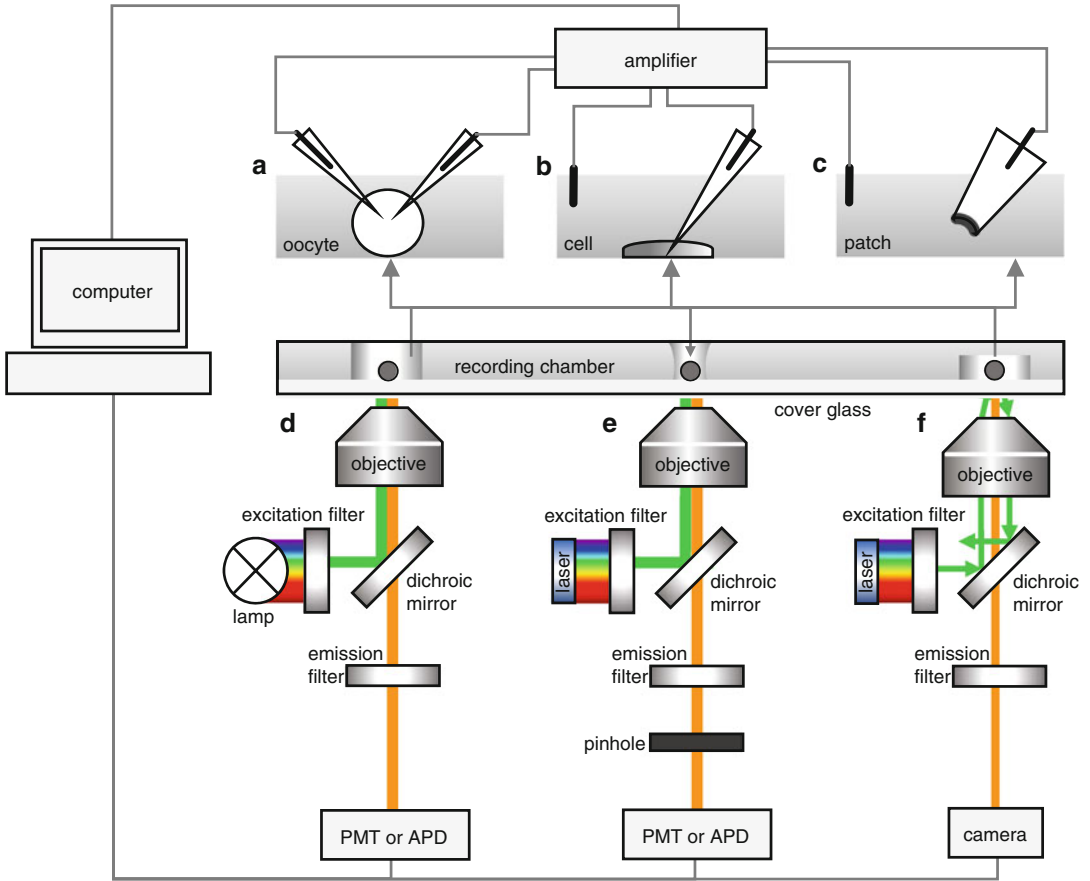 amplifier
a
b
c
oocyte
cell
patch
computer
recording chamber
cover glass
d
e
f
objective
objective
objective
excitation filter
excitation filter
excitation filter
laser
laser
lamp
dichroic
mirror
dichroic
mirror
dichroic
mirror
emission
filter
emission
filter
emission
filter
pinhole
PMT or APD
PMT or APD
camera